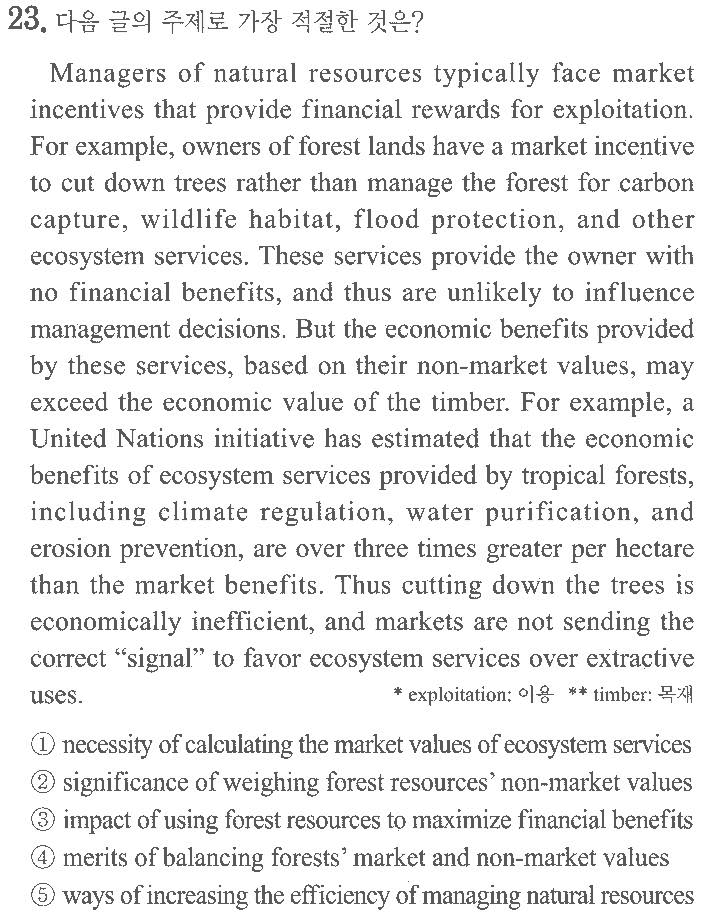 23. 다음 글의 주제로 가장 적절한 것은?
Managers of natural resources typically face market
incentives that provide financial rewards for exploitation.
For example, owners of forest lands have a market incentive
to cut down trees rather than manage the forest for carbon
capture, wildlife habitat, flood protection, and other
ecosystem services. These services provide the owner with
no financial benefits, and thus are unlikely to influence
management decisions. But the economic benefits provided
by these services, based on their non-market values, may
exceed the economic value of the timber. For example, a
United Nations initiative has estimated that the economic
benefits of ecosystem services provided by tropical forests,
including climate regulation, water purification, and
erosion prevention, are over three times greater per hectare
than the market benefits. Thus cutting down the trees is
economically inefficient, and markets are not sending the
correct “signal” to favor ecosystem services over extractive
uses. * exploitation: 이용 ** timber: 목재
① necessity of calculating the market values of ecosystem services
② significance of weighing forest resources’ non-market values
③ impact of using forest resources to maximize financial benefits
④ merits of balancing forests’ market and non-market values
⑤ ways of increasing the efficiency of managing natural resources